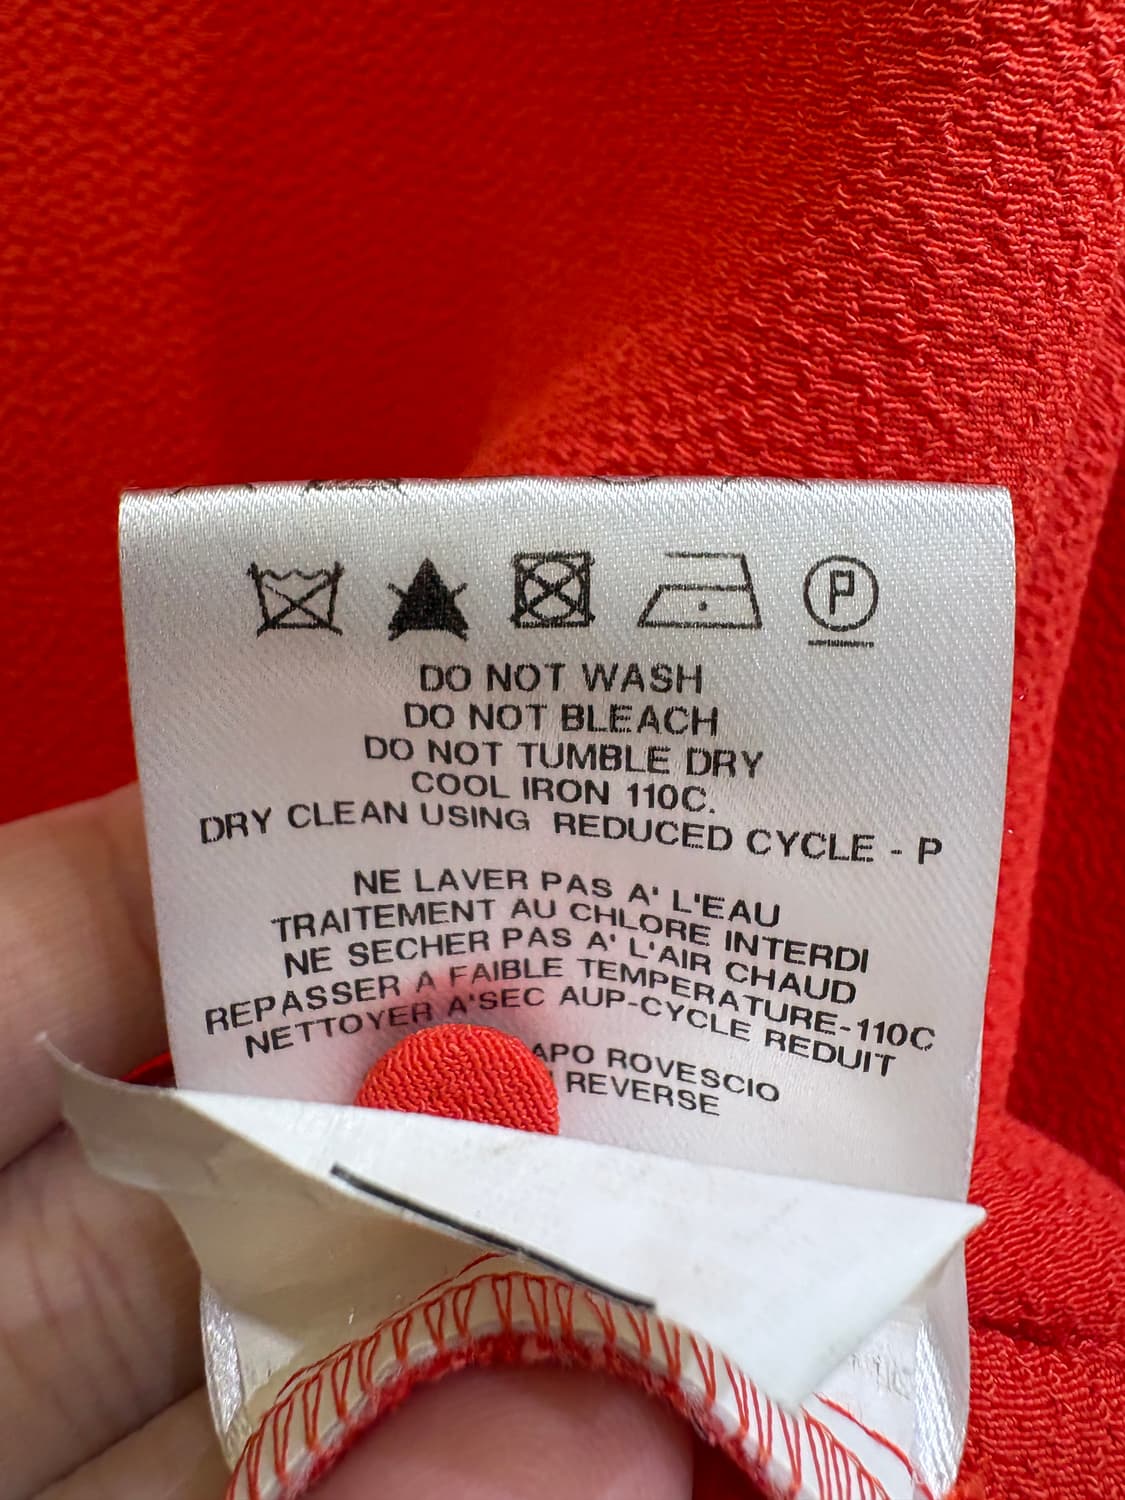 P
DO NOT WASH
DO NOT BLEACH
DO NOT TUMBLE DRY
COOL IRON 110C.
DRY CLEAN USING REDUCED CYCLE - P
NE LAVER PAS A' L'EAU
TRAITEMENT AU CHLORE INTERDI
NE SECHER PAS A' L'AIR CHAUD
REPASSER A FAIBLE TEMPERATURE-110C
NETTOYER A'SEC AUP-CYCLE REDUIT
APO ROVESCIO
REVERSE